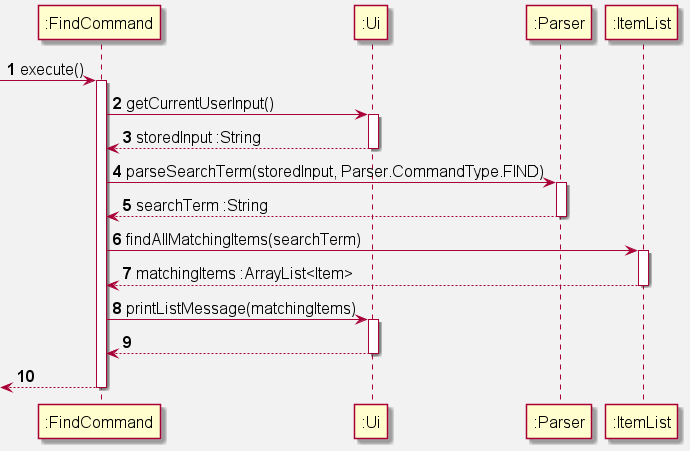 :FindCommand :Ui :Parser :ItemList
1 execute()
2 getCurrentUserInput()
3 storedInput :String
4 parseSearchTerm(storedInput, Parser.CommandType.FIND)
5 searchTerm :String
6 findAllMatchingItems(searchTerm)
7 matchingItems :ArrayList<Item>
8 printListMessage(matchingItems)
9
10
:FindCommand :Ui :Parser :ItemList